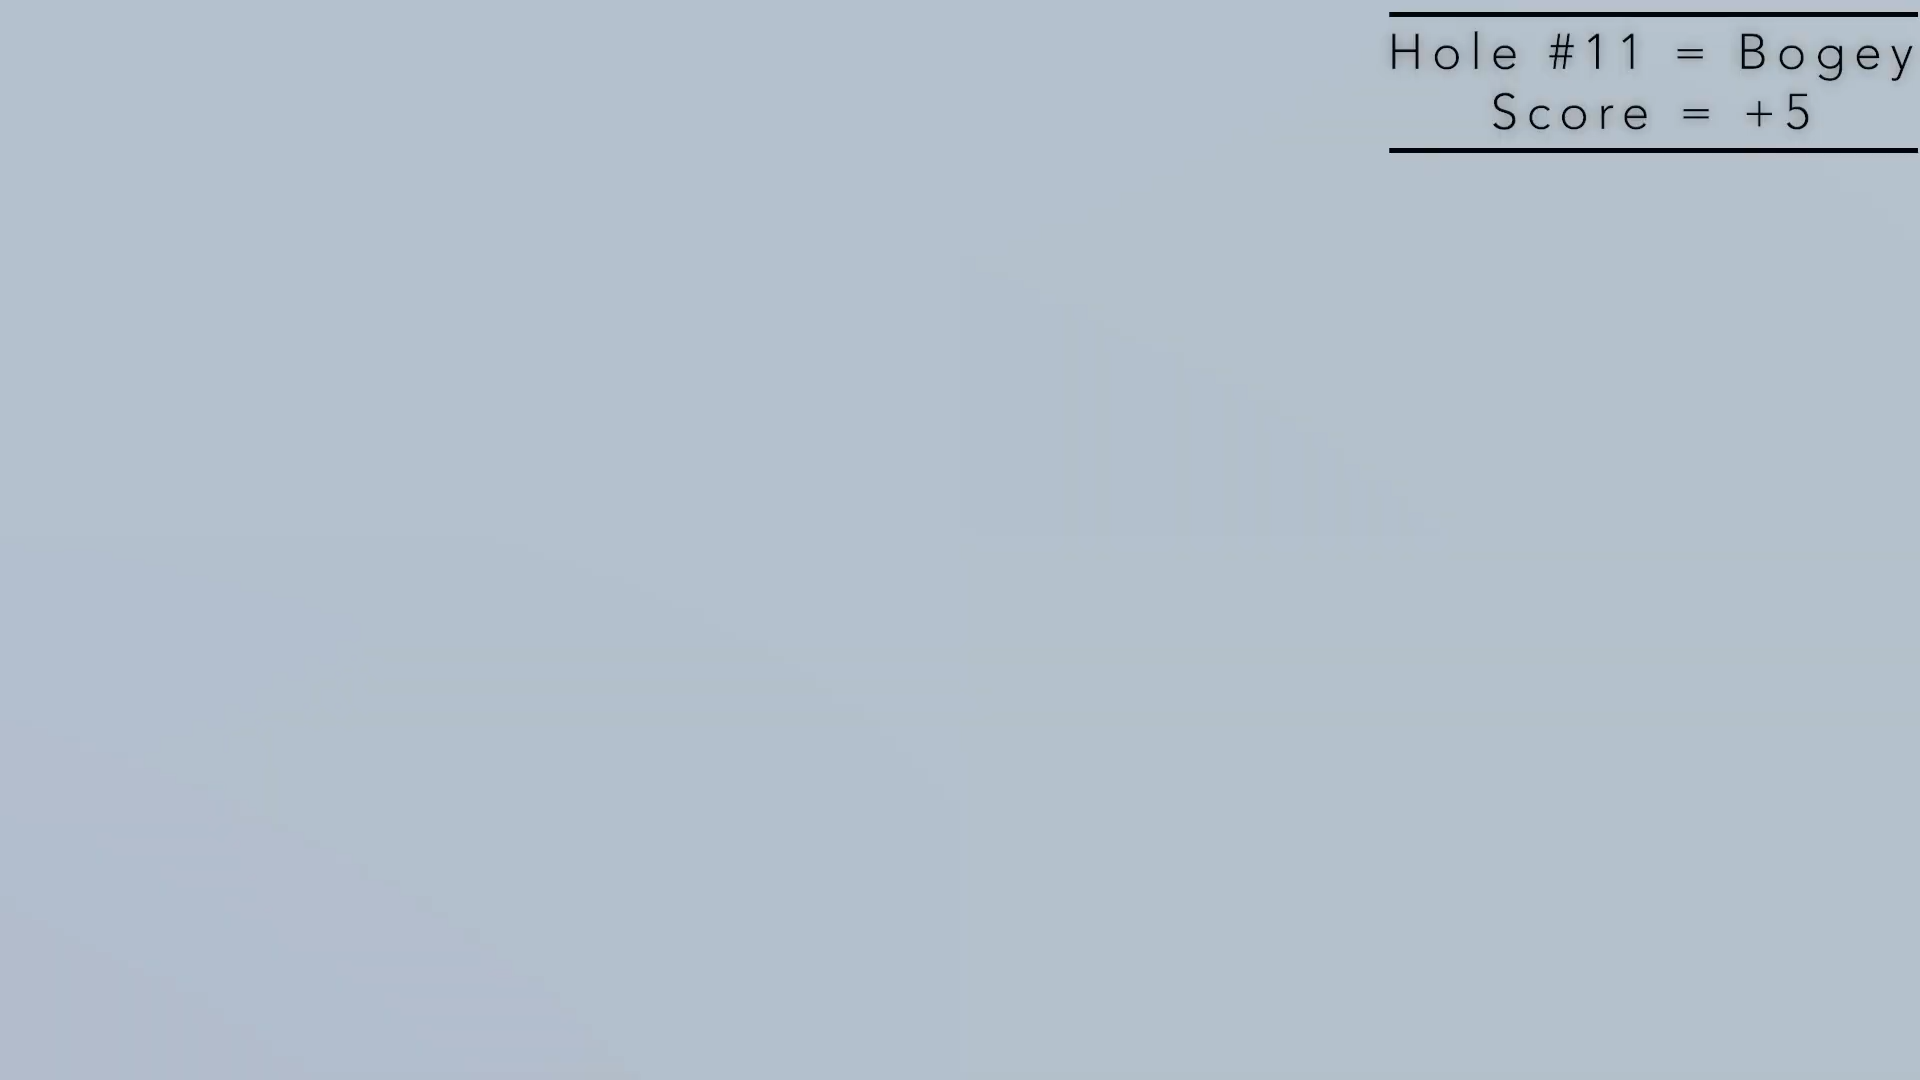 Hole #11 = Bogey
Score = +5